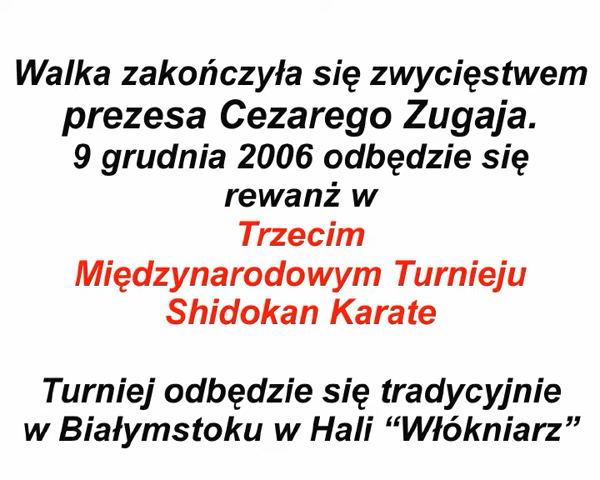 Walka zakończyła się zwycięstwem
prezesa Cezarego Zugaja.
9 grudnia 2006 odbędzie się
rewanż w
Trzecim
Międzynarodowym Turnieju
Shidokan Karate
Turniej odbędzie się tradycyjnie
w Białymstoku w Hali “Włókniarz”